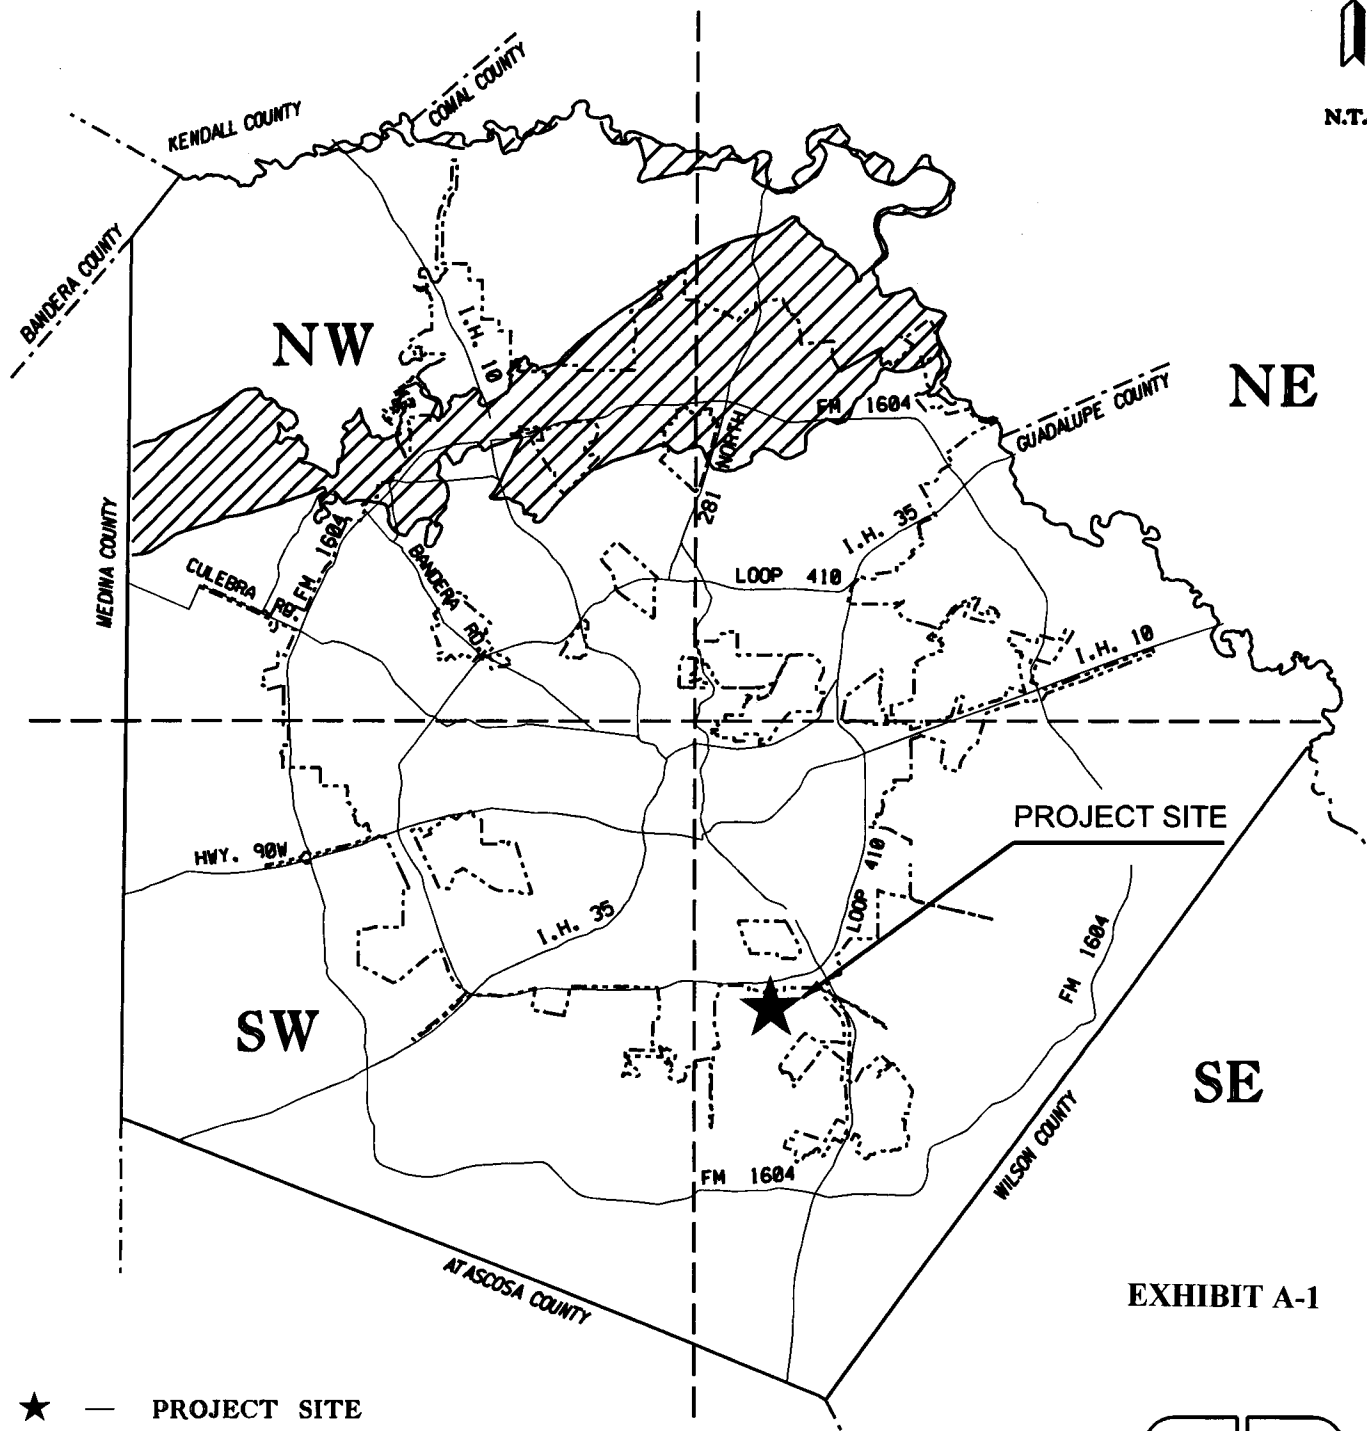 N.T.
KENDALL COUNTY
COMAL COUNTY
BANDERA COUNTY
NW
I.H. 10
NE
FM 1604
GUADALUPE COUNTY
NORTH
281
MEDINA COUNTY
FM 1604
I.H. 35
CULEBRA RD.
BANDERA RD.
LOOP 410
I.H. 10
PROJECT SITE
HWY. 90W
LOOP 410
I.H. 35
FM 1604
SW
SE
WILSON COUNTY
FM 1604
ATASCOSA COUNTY
EXHIBIT A-1
★ — PROJECT SITE